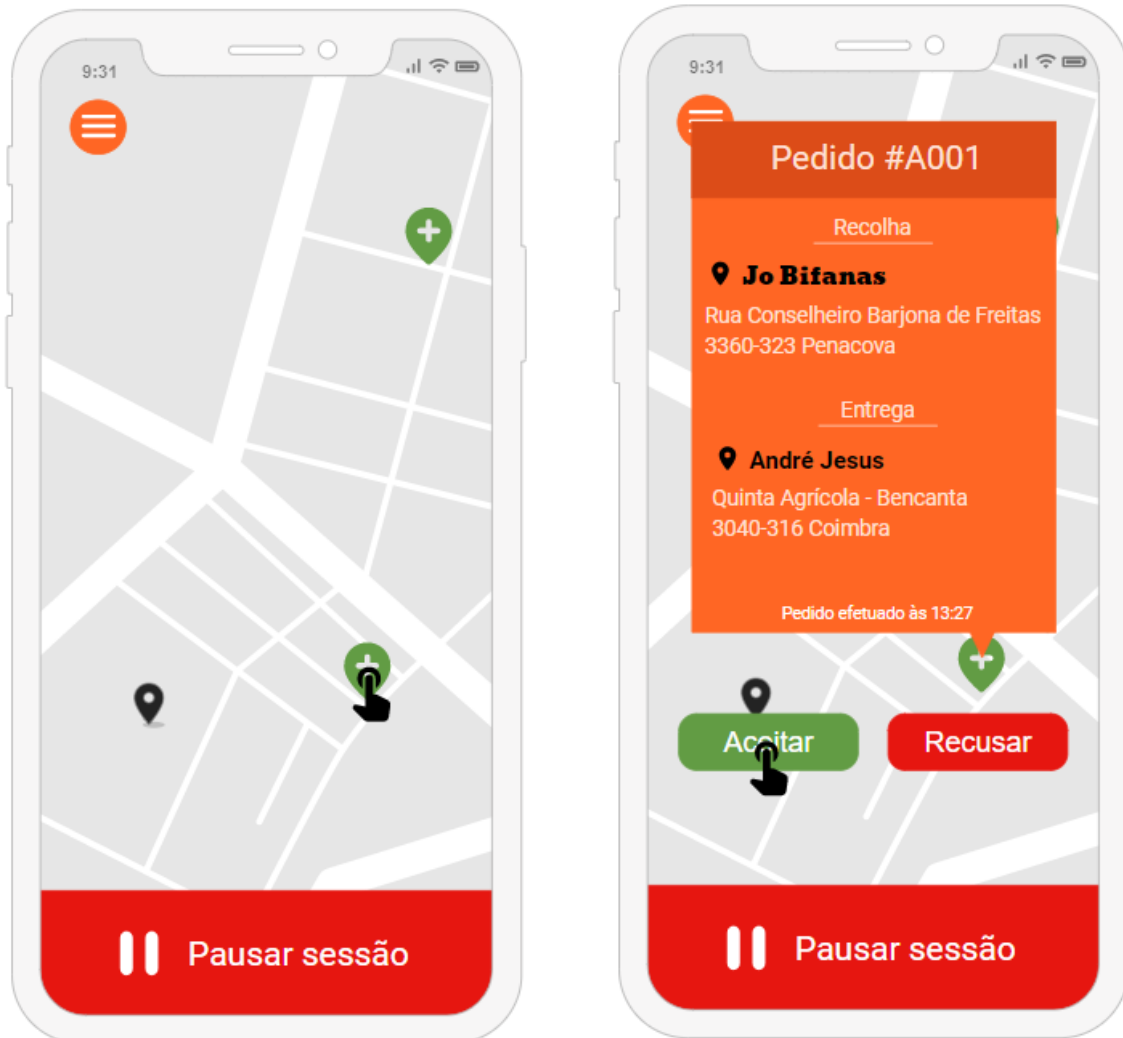 9:31
Pausar sessão
9:31
Pedido #A001
Recolha
Jo Bifanas
Rua Conselheiro Barjona de Freitas
3360-323 Penacova
Entrega
André Jesus
Quinta Agrícola - Bencanta
3040-316 Coimbra
Pedido efetuado às 13:27
Aceitar
Recusar
Pausar sessão